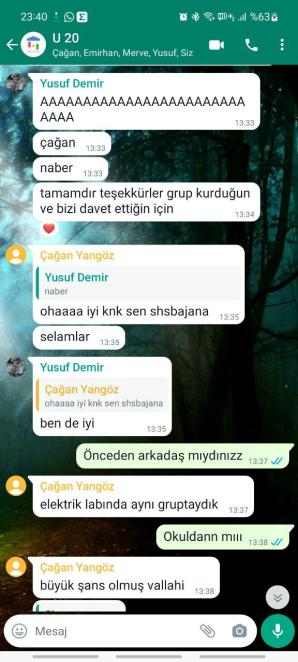 23:40
%63
U 20
Çağan, Emirhan, Merve, Yusuf, Siz
Yusuf Demir
AAAAAAAAAAAAAAAAAAAAAAAAA
AAAA
13:33
çağan
13:33
naber
13:33
tamamdır teşekkürler grup kurduğun
ve bizi davet ettiğin için
13:34
Çağan Yangöz
Yusuf Demir
naber
ohaaaa iyi knk sen shsbajana
13:35
selamlar
13:35
Yusuf Demir
Çağan Yangöz
ohaaaa iyi knk sen shsbajana
ben de iyi
13:35
Önceden arkadaş mıydınızz
13:37
Çağan Yangöz
elektrik labında aynı gruptaydık
13:37
Okuldann mııı
13:38
Çağan Yangöz
büyük şans olmuş vallahi
13:38
Mesaj